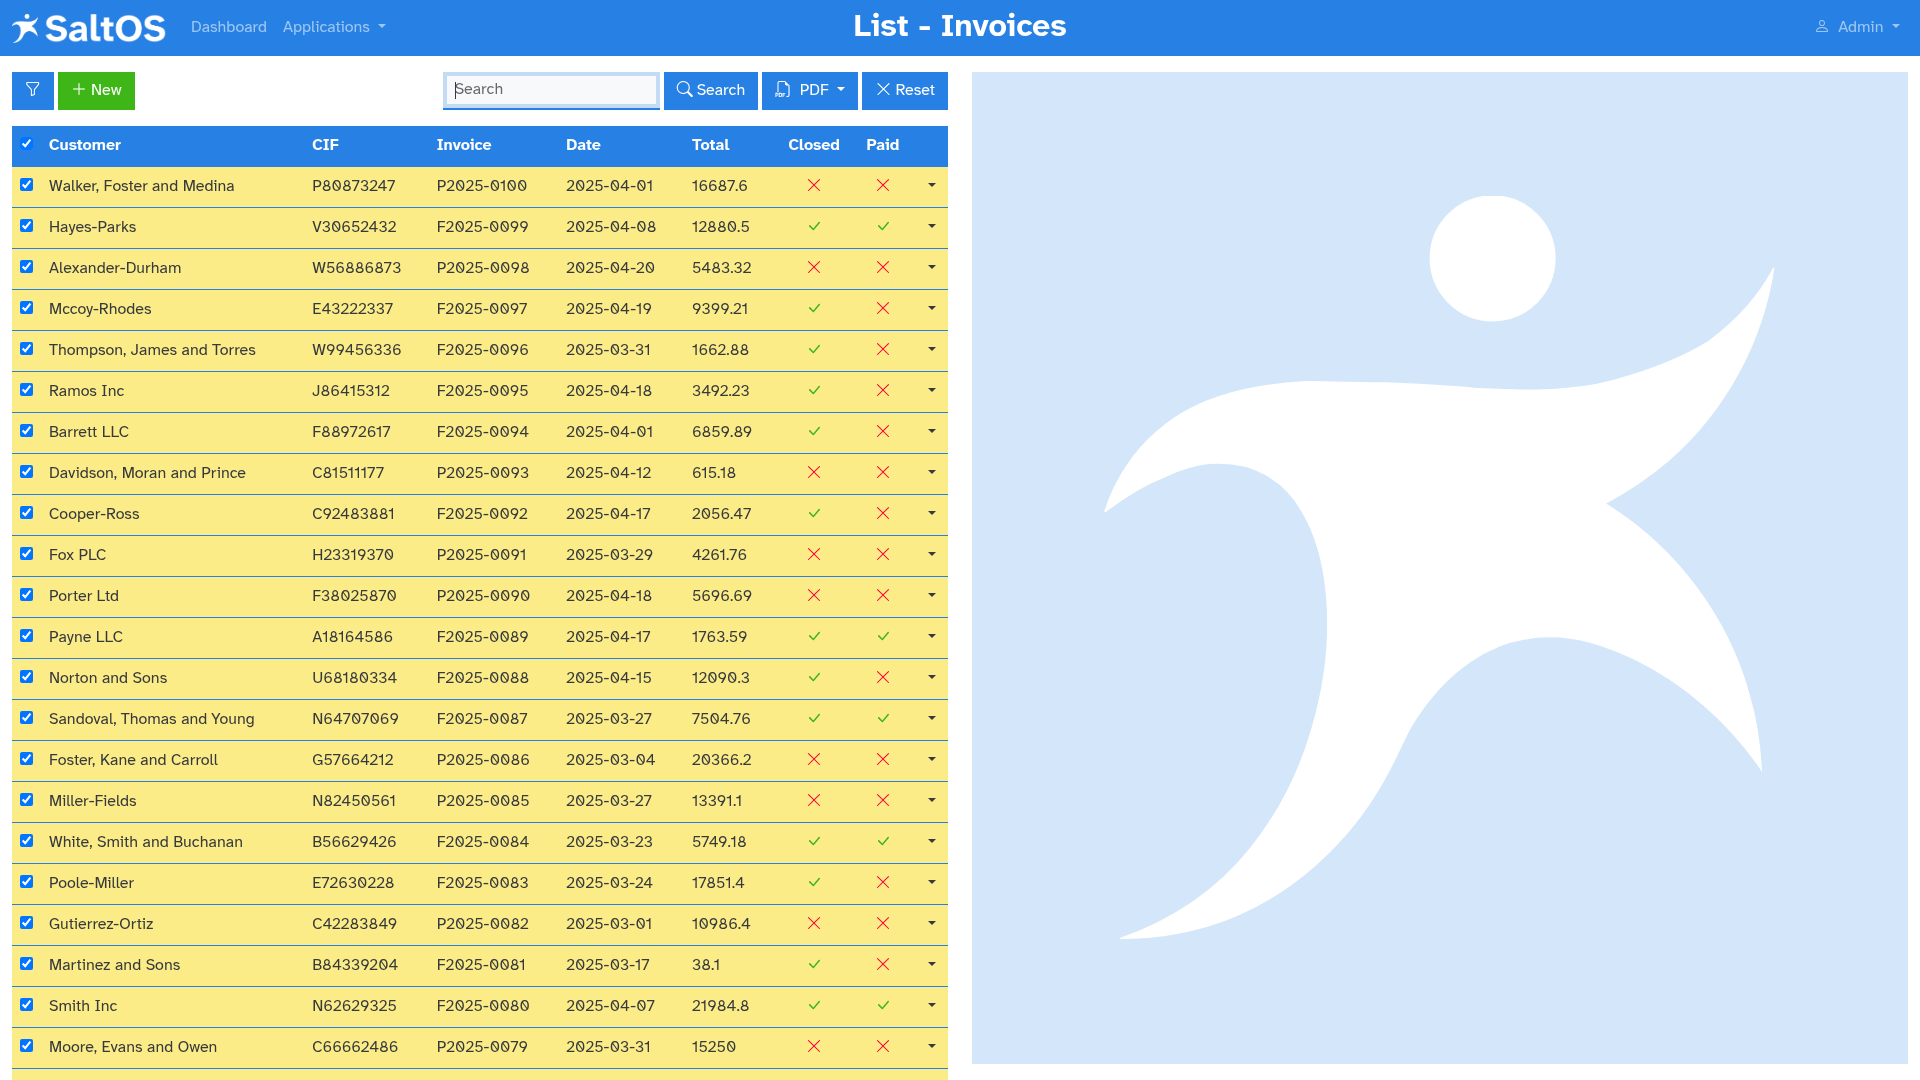 SaltOS Dashboard Applications List - Invoices Admin
New Search Search PDF Reset
Customer CIF Invoice Date Total Closed Paid
Walker, Foster and Medina P80873247 P2025-0100 2025-04-01 16687.6
Hayes-Parks V30652432 F2025-0099 2025-04-08 12880.5
Alexander-Durham W56886873 P2025-0098 2025-04-20 5483.32
Mccoy-Rhodes E43222337 F2025-0097 2025-04-19 9399.21
Thompson, James and Torres W99456336 F2025-0096 2025-03-31 1662.88
Ramos Inc J86415312 F2025-0095 2025-04-18 3492.23
Barrett LLC F88972617 F2025-0094 2025-04-01 6859.89
Davidson, Moran and Prince C81511177 P2025-0093 2025-04-12 615.18
Cooper-Ross C92483881 F2025-0092 2025-04-17 2056.47
Fox PLC H23319370 P2025-0091 2025-03-29 4261.76
Porter Ltd F38025870 P2025-0090 2025-04-18 5696.69
Payne LLC A18164586 F2025-0089 2025-04-17 1763.59
Norton and Sons U68180334 F2025-0088 2025-04-15 12090.3
Sandoval, Thomas and Young N64707069 F2025-0087 2025-03-27 7504.76
Foster, Kane and Carroll G57664212 P2025-0086 2025-03-04 20366.2
Miller-Fields N82450561 P2025-0085 2025-03-27 13391.1
White, Smith and Buchanan B56629426 F2025-0084 2025-03-23 5749.18
Poole-Miller E72630228 F2025-0083 2025-03-24 17851.4
Gutierrez-Ortiz C42283849 P2025-0082 2025-03-01 10986.4
Martinez and Sons B84339204 F2025-0081 2025-03-17 38.1
Smith Inc N62629325 F2025-0080 2025-04-07 21984.8
Moore, Evans and Owen C66662486 P2025-0079 2025-03-31 15250